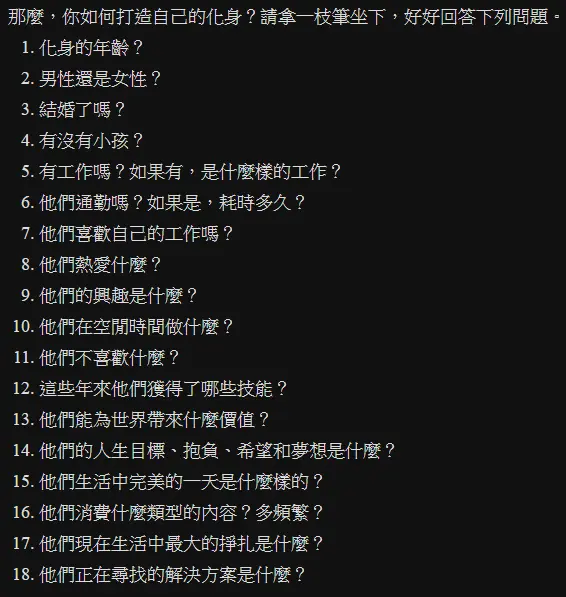 那麼，你如何打造自己的化身？請拿一枝筆坐下，好好回答下列問題。
1. 化身的年齡？
2. 男性還是女性？
3. 結婚了嗎？
4. 有沒有小孩？
5. 有工作嗎？如果有，是什麼樣的工作？
6. 他們通勤嗎？如果是，耗時多久？
7. 他們喜歡自己的工作嗎？
8. 他們熱愛什麼？
9. 他們的興趣是什麼？
10. 他們在空閒時間做什麼？
11. 他們不喜歡什麼？
12. 這些年來他們獲得了哪些技能？
13. 他們能為世界帶來什麼價值？
14. 他們的人生目標、抱負、希望和夢想是什麼？
15. 他們生活中完美的一天是什麼樣的？
16. 他們消費什麼類型的內容？多頻繁？
17. 他們現在生活中最大的掙扎是什麼？
18. 他們正在尋找的解決方案是什麼？